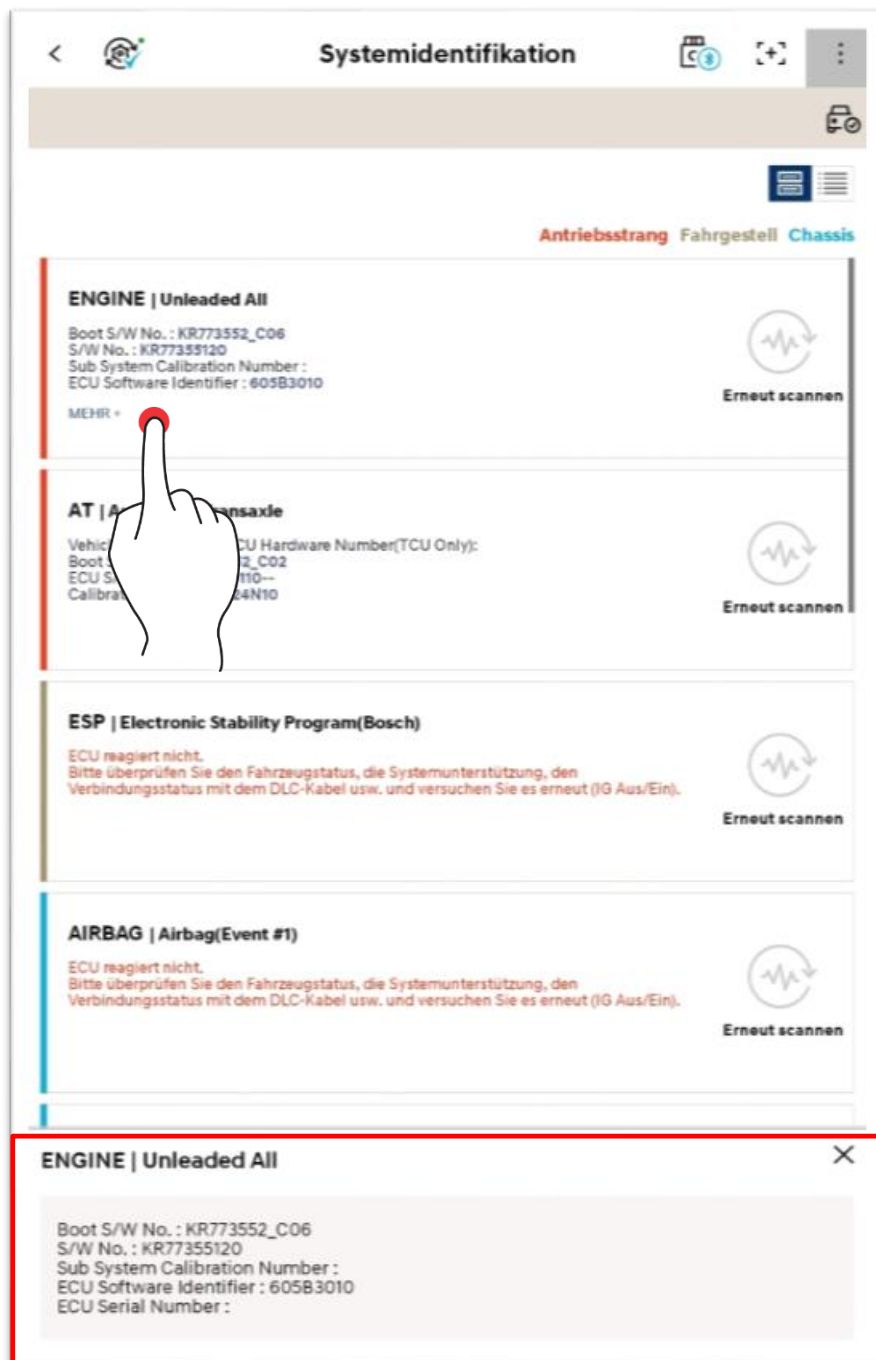 Systemidentifikation
Antriebsstrang Fahrgestell Chassis
ENGINE | Unleaded All
Boot S/W No. : KR773552_C06
S/W No. : KR77355120
Sub System Calibration Number :
ECU Software Identifier : 605B3010
MEHR +
Erneut scannen
AT | nsaxle
Vehic CU Hardware Number(TCU Only):
Boot 2_C02
ECU S 110--
Calibrat 24N10
Erneut scannen
ESP | Electronic Stability Program(Bosch)
ECU reagiert nicht.
Bitte überprüfen Sie den Fahrzeugstatus, die Systemunterstützung, den
Verbindungsstatus mit dem DLC-Kabel usw. und versuchen Sie es erneut (IG Aus/Ein).
Erneut scannen
AIRBAG | Airbag(Event #1)
ECU reagiert nicht.
Bitte überprüfen Sie den Fahrzeugstatus, die Systemunterstützung, den
Verbindungsstatus mit dem DLC-Kabel usw. und versuchen Sie es erneut (IG Aus/Ein).
Erneut scannen
ENGINE | Unleaded All
Boot S/W No. : KR773552_C06
S/W No. : KR77355120
Sub System Calibration Number :
ECU Software Identifier : 605B3010
ECU Serial Number :